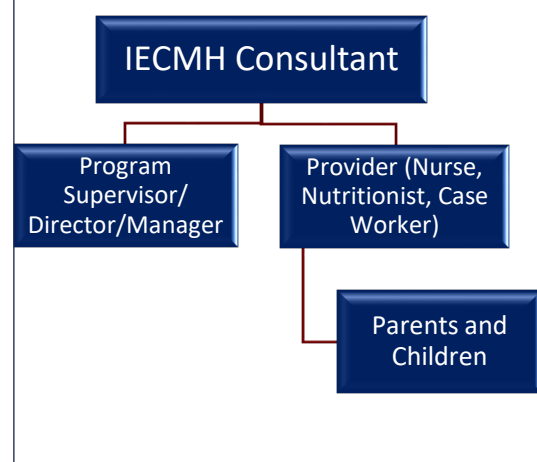 IECMH Consultant
Program
Supervisor/
Director/Manager
Provider (Nurse,
Nutritionist, Case
Worker)
Parents and
Children